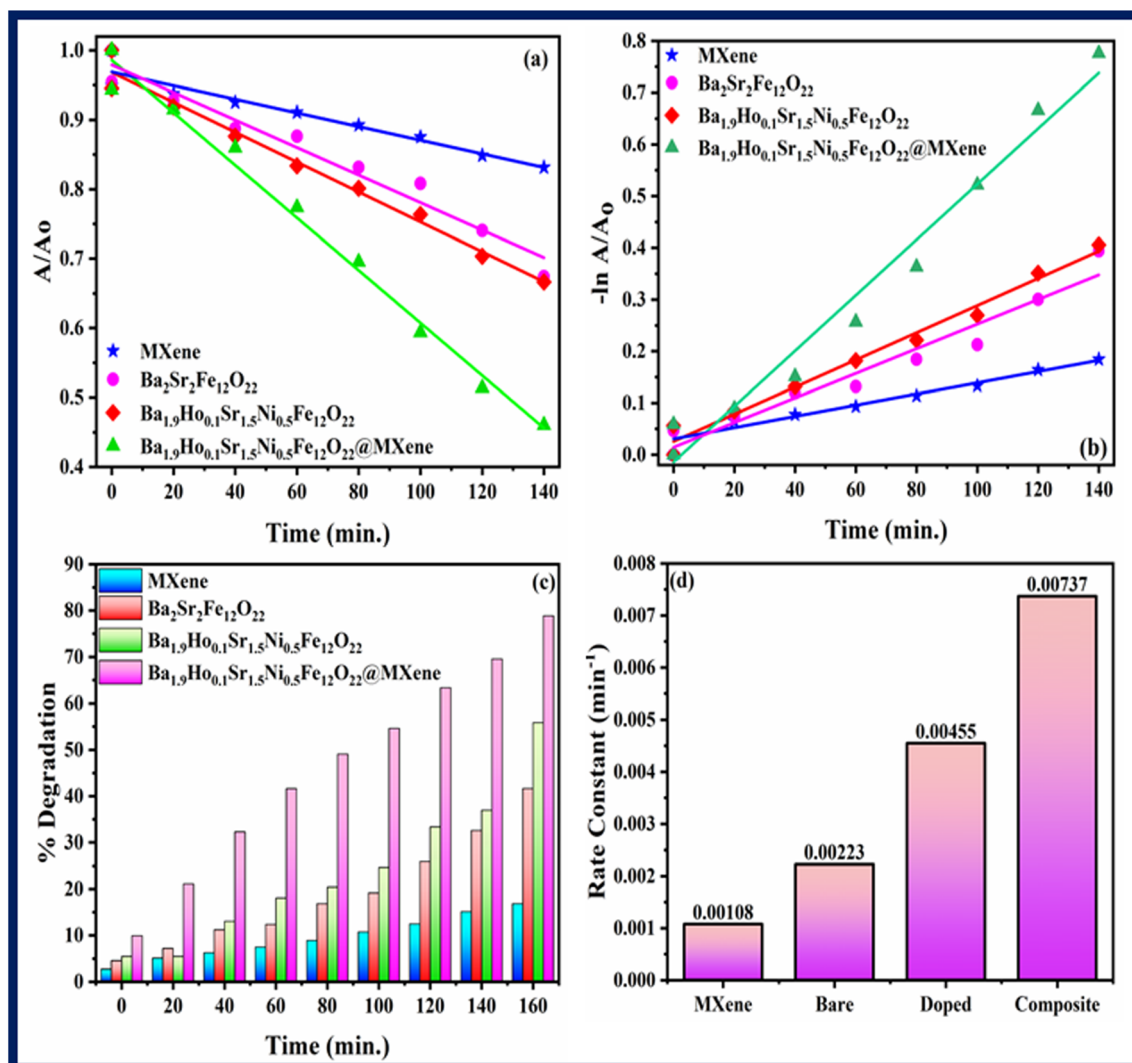 (a)
A/Ao
1.0
0.9
0.8
0.7
0.6
0.5
0.4
MXene
Ba₂Sr₂Fe₁₂O₂₂
Ba₁.₉Ho₀.₁Sr₁.₅Ni₀.₅Fe₁₂O₂₂
Ba₁.₉Ho₀.₁Sr₁.₅Ni₀.₅Fe₁₂O₂₂@MXene
0 20 40 60 80 100 120 140
Time (min.)
(b)
-ln A/Aₒ
0.8
0.7
0.6
0.5
0.4
0.3
0.2
0.1
0.0
MXene
Ba₂Sr₂Fe₁₂O₂₂
Ba₁.₉Ho₀.₁Sr₁.₅Ni₀.₅Fe₁₂O₂₂
Ba₁.₉Ho₀.₁Sr₁.₅Ni₀.₅Fe₁₂O₂₂@MXene
0 20 40 60 80 100 120 140
Time (min.)
(c)
% Degradation
90
80
70
60
50
40
30
20
10
0
MXene
Ba₂Sr₂Fe₁₂O₂₂
Ba₁.₉Ho₀.₁Sr₁.₅Ni₀.₅Fe₁₂O₂₂
Ba₁.₉Ho₀.₁Sr₁.₅Ni₀.₅Fe₁₂O₂₂@MXene
0 20 40 60 80 100 120 140 160
Time (min.)
(d)
Rate Constant (min⁻¹)
0.008
0.007
0.006
0.005
0.004
0.003
0.002
0.001
0.000
0.00108
0.00223
0.00455
0.00737
MXene Bare Doped Composite